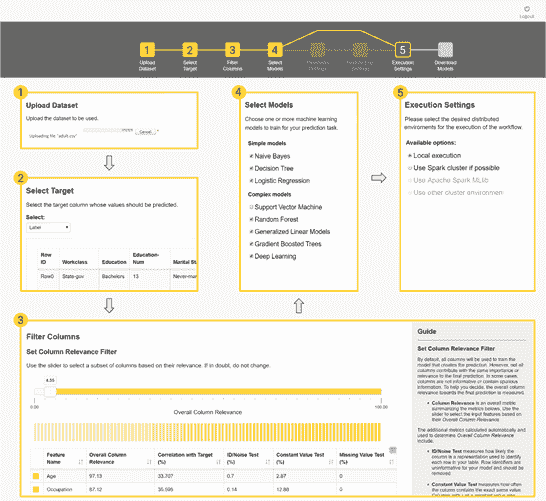 Logout
1
2
3
4
5
Upload
Dataset
Select
Target
Filter
Columns
Select
Models
Settings
Settings
Execution
Settings
Download
Models
1
Upload Dataset
Upload the dataset to be used.
Uploading file "adult.csv"
Cancel
2
Select Target
Select the target column whose values should be predicted.
Select:
Label
Row
ID
Workclass
Education
Education-
Num
Marital St
Row0
State-gov
Bachelors
13
Never-mar
4
Select Models
Choose one or more machine learning
models to train for your prediction task.
Simple models
Naive Bayes
Decision Tree
Logistic Regression
Complex models
Support Vector Machine
Random Forest
Generalized Linear Models
Gradient Boosted Trees
Deep Learning
5
Execution Settings
Please select the desired distributed
enviroments for the execution of the workflow.
Available options:
Local execution
Use Spark cluster if possible
Use Apache Spark MLlib
Use other cluster environment
3
Filter Columns
Set Column Relevance Filter
Use the slider to select a subset of columns based on their relevance. If in doubt, do not change.
4.55
0.00
100.00
Overall Column Relevance
Feature
Name
Overall Column
Relevance
Correlation with Target
(%)
ID/Noise Test
(%)
Constant Value Test
(%)
Missing Value Test
(%)
Age
97.13
33.707
0.7
2.87
0
Occupation
87.12
35.595
0.14
12.88
0
Guide
Set Column Relevance Filter
By default, all columns will be used to train the
model that creates the prediction. However, not all
columns contribute with the same importance or
relevance to the final prediction. In some cases,
columns are not informative or contain spurious
information. To help you decide, the overall column
relevance towards the final prediction is measured.
Column Relevance is an overall metric
summarizing the metrics below. Use the
slider to select the input features based on
their Overall Column Relevance
The additional metrics calculated automatically and
used to determine Overall Column Relevance
include.
ID/Noise Test measures how likely the
column is a representation used to identify
each row in your table. Row identifiers are
uninformative for your model and should be
removed.
Constant Value Test measures how often
the column contains the exact same value.